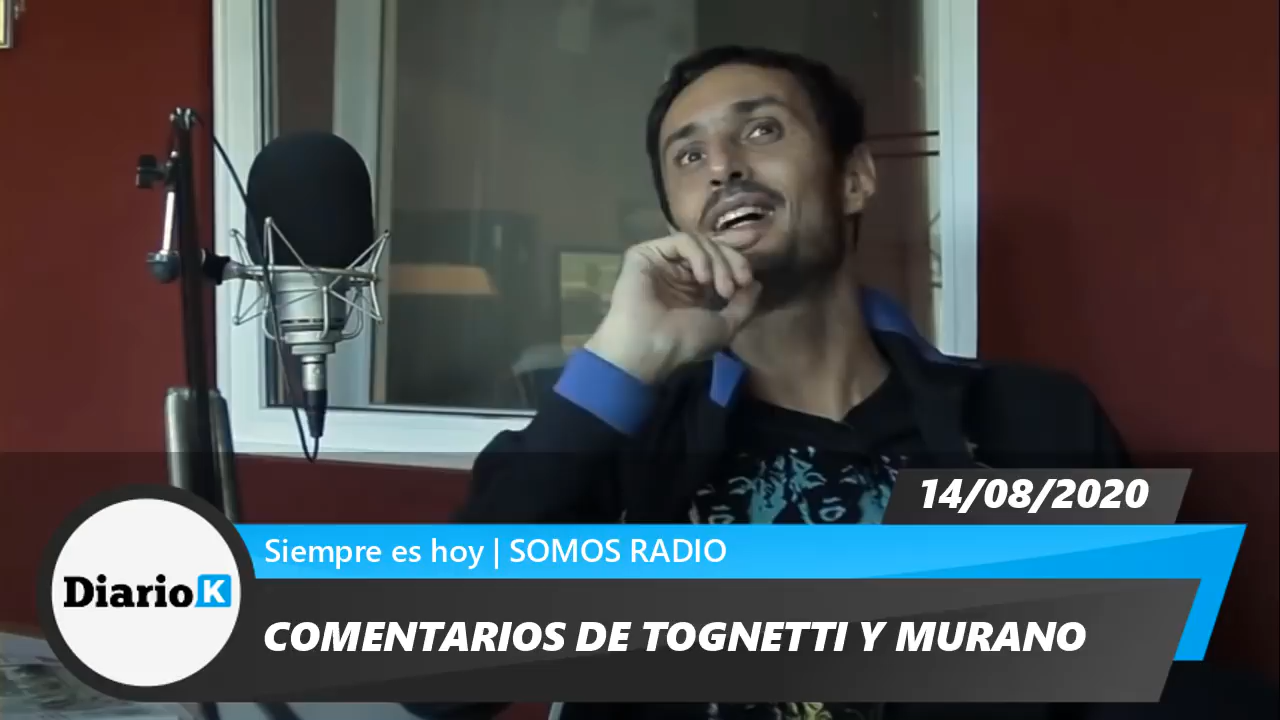 14/08/2020
Siempre es hoy | SOMOS RADIO
DiarioK
COMENTARIOS DE TOGNETTI Y MURANO